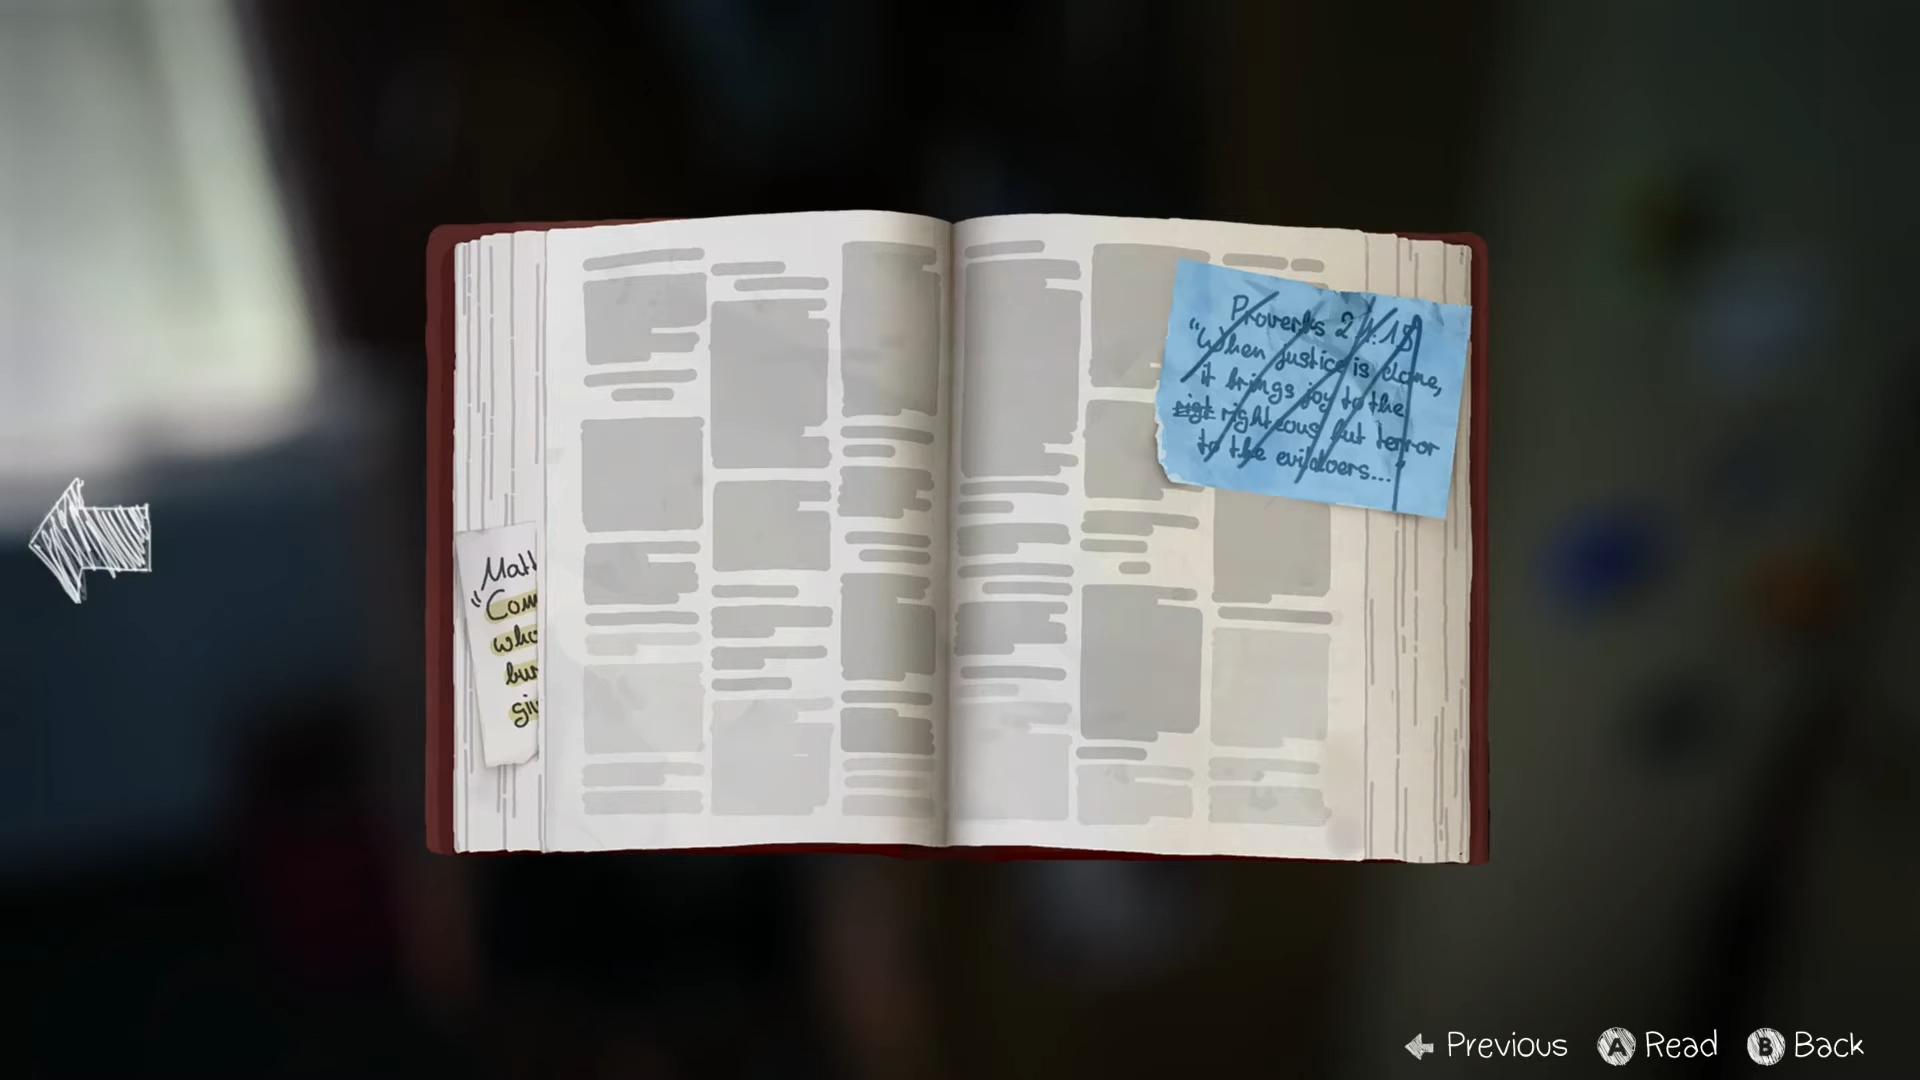 Proverbs 21:15
"When justice is done,
it brings joy to the
right righteous but terror
to the evildoers..."
Matt
"Com
who
bur
giv
Previous
A Read
B Back